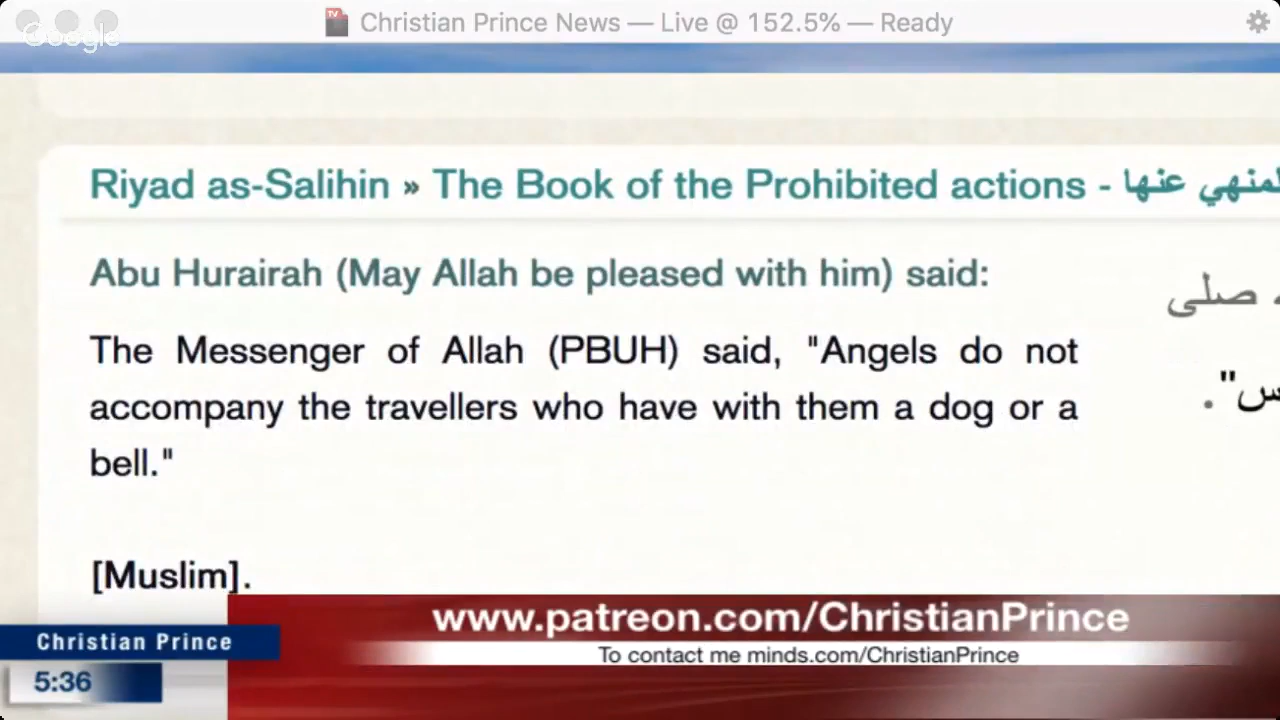 Christian Prince News — Live @ 152.5% — Ready
Google
Riyad as-Salihin » The Book of the Prohibited actions - المنهي عنها
Abu Hurairah (May Allah be pleased with him) said:
صلى
The Messenger of Allah (PBUH) said, "Angels do not
accompany the travellers who have with them a dog or a
bell."
[Muslim].
www.patreon.com/ChristianPrince
Christian Prince
To contact me minds.com/ChristianPrince
5:36